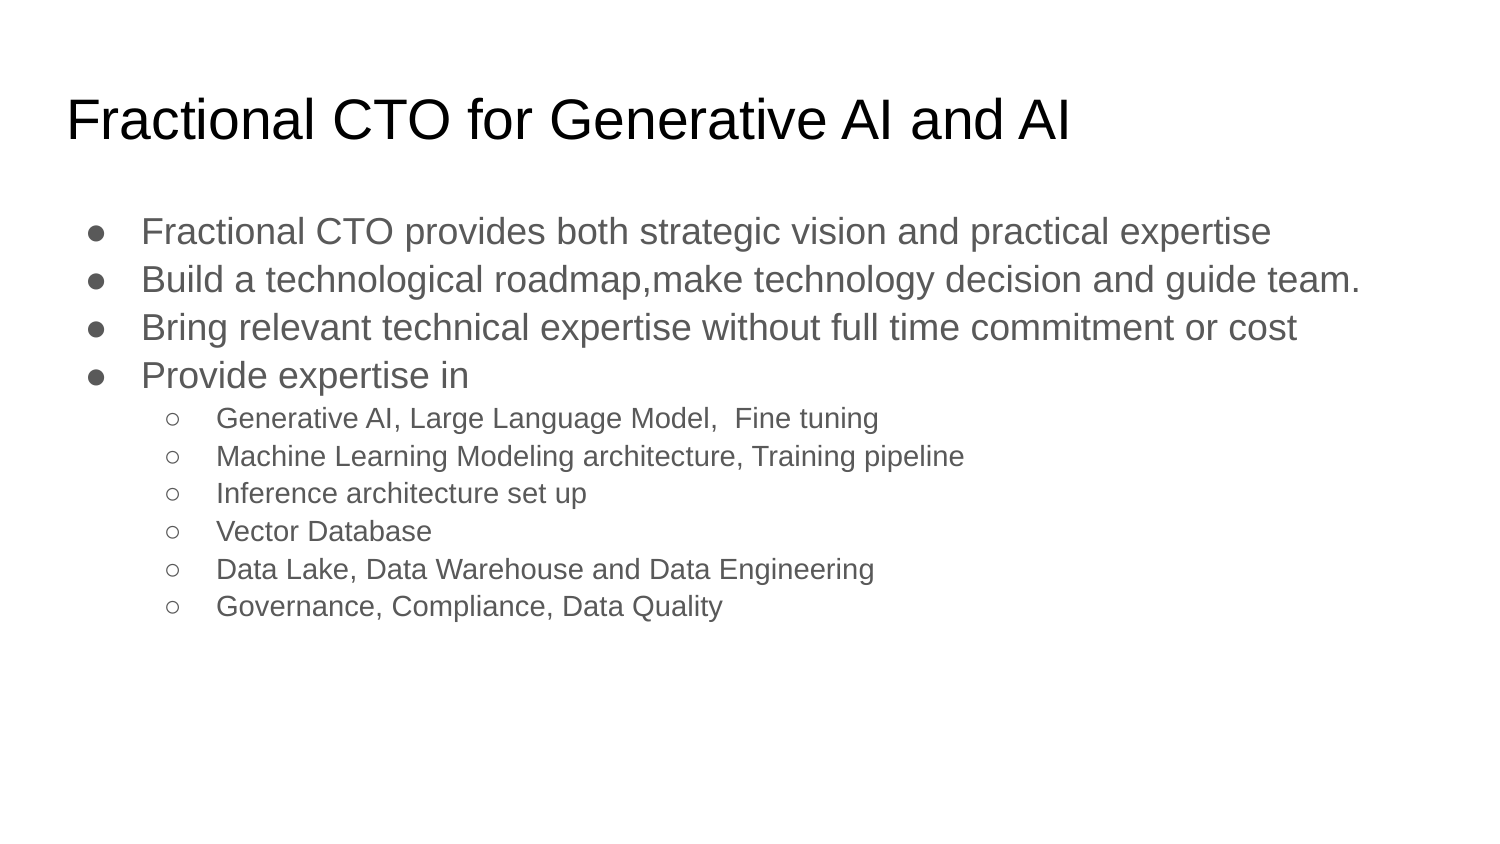 Fractional CTO for Generative AI and AI
● Fractional CTO provides both strategic vision and practical expertise
● Build a technological roadmap,make technology decision and guide team.
● Bring relevant technical expertise without full time commitment or cost
● Provide expertise in
○ Generative AI, Large Language Model,  Fine tuning
○ Machine Learning Modeling architecture, Training pipeline
○ Inference architecture set up
○ Vector Database
○ Data Lake, Data Warehouse and Data Engineering
○ Governance, Compliance, Data Quality